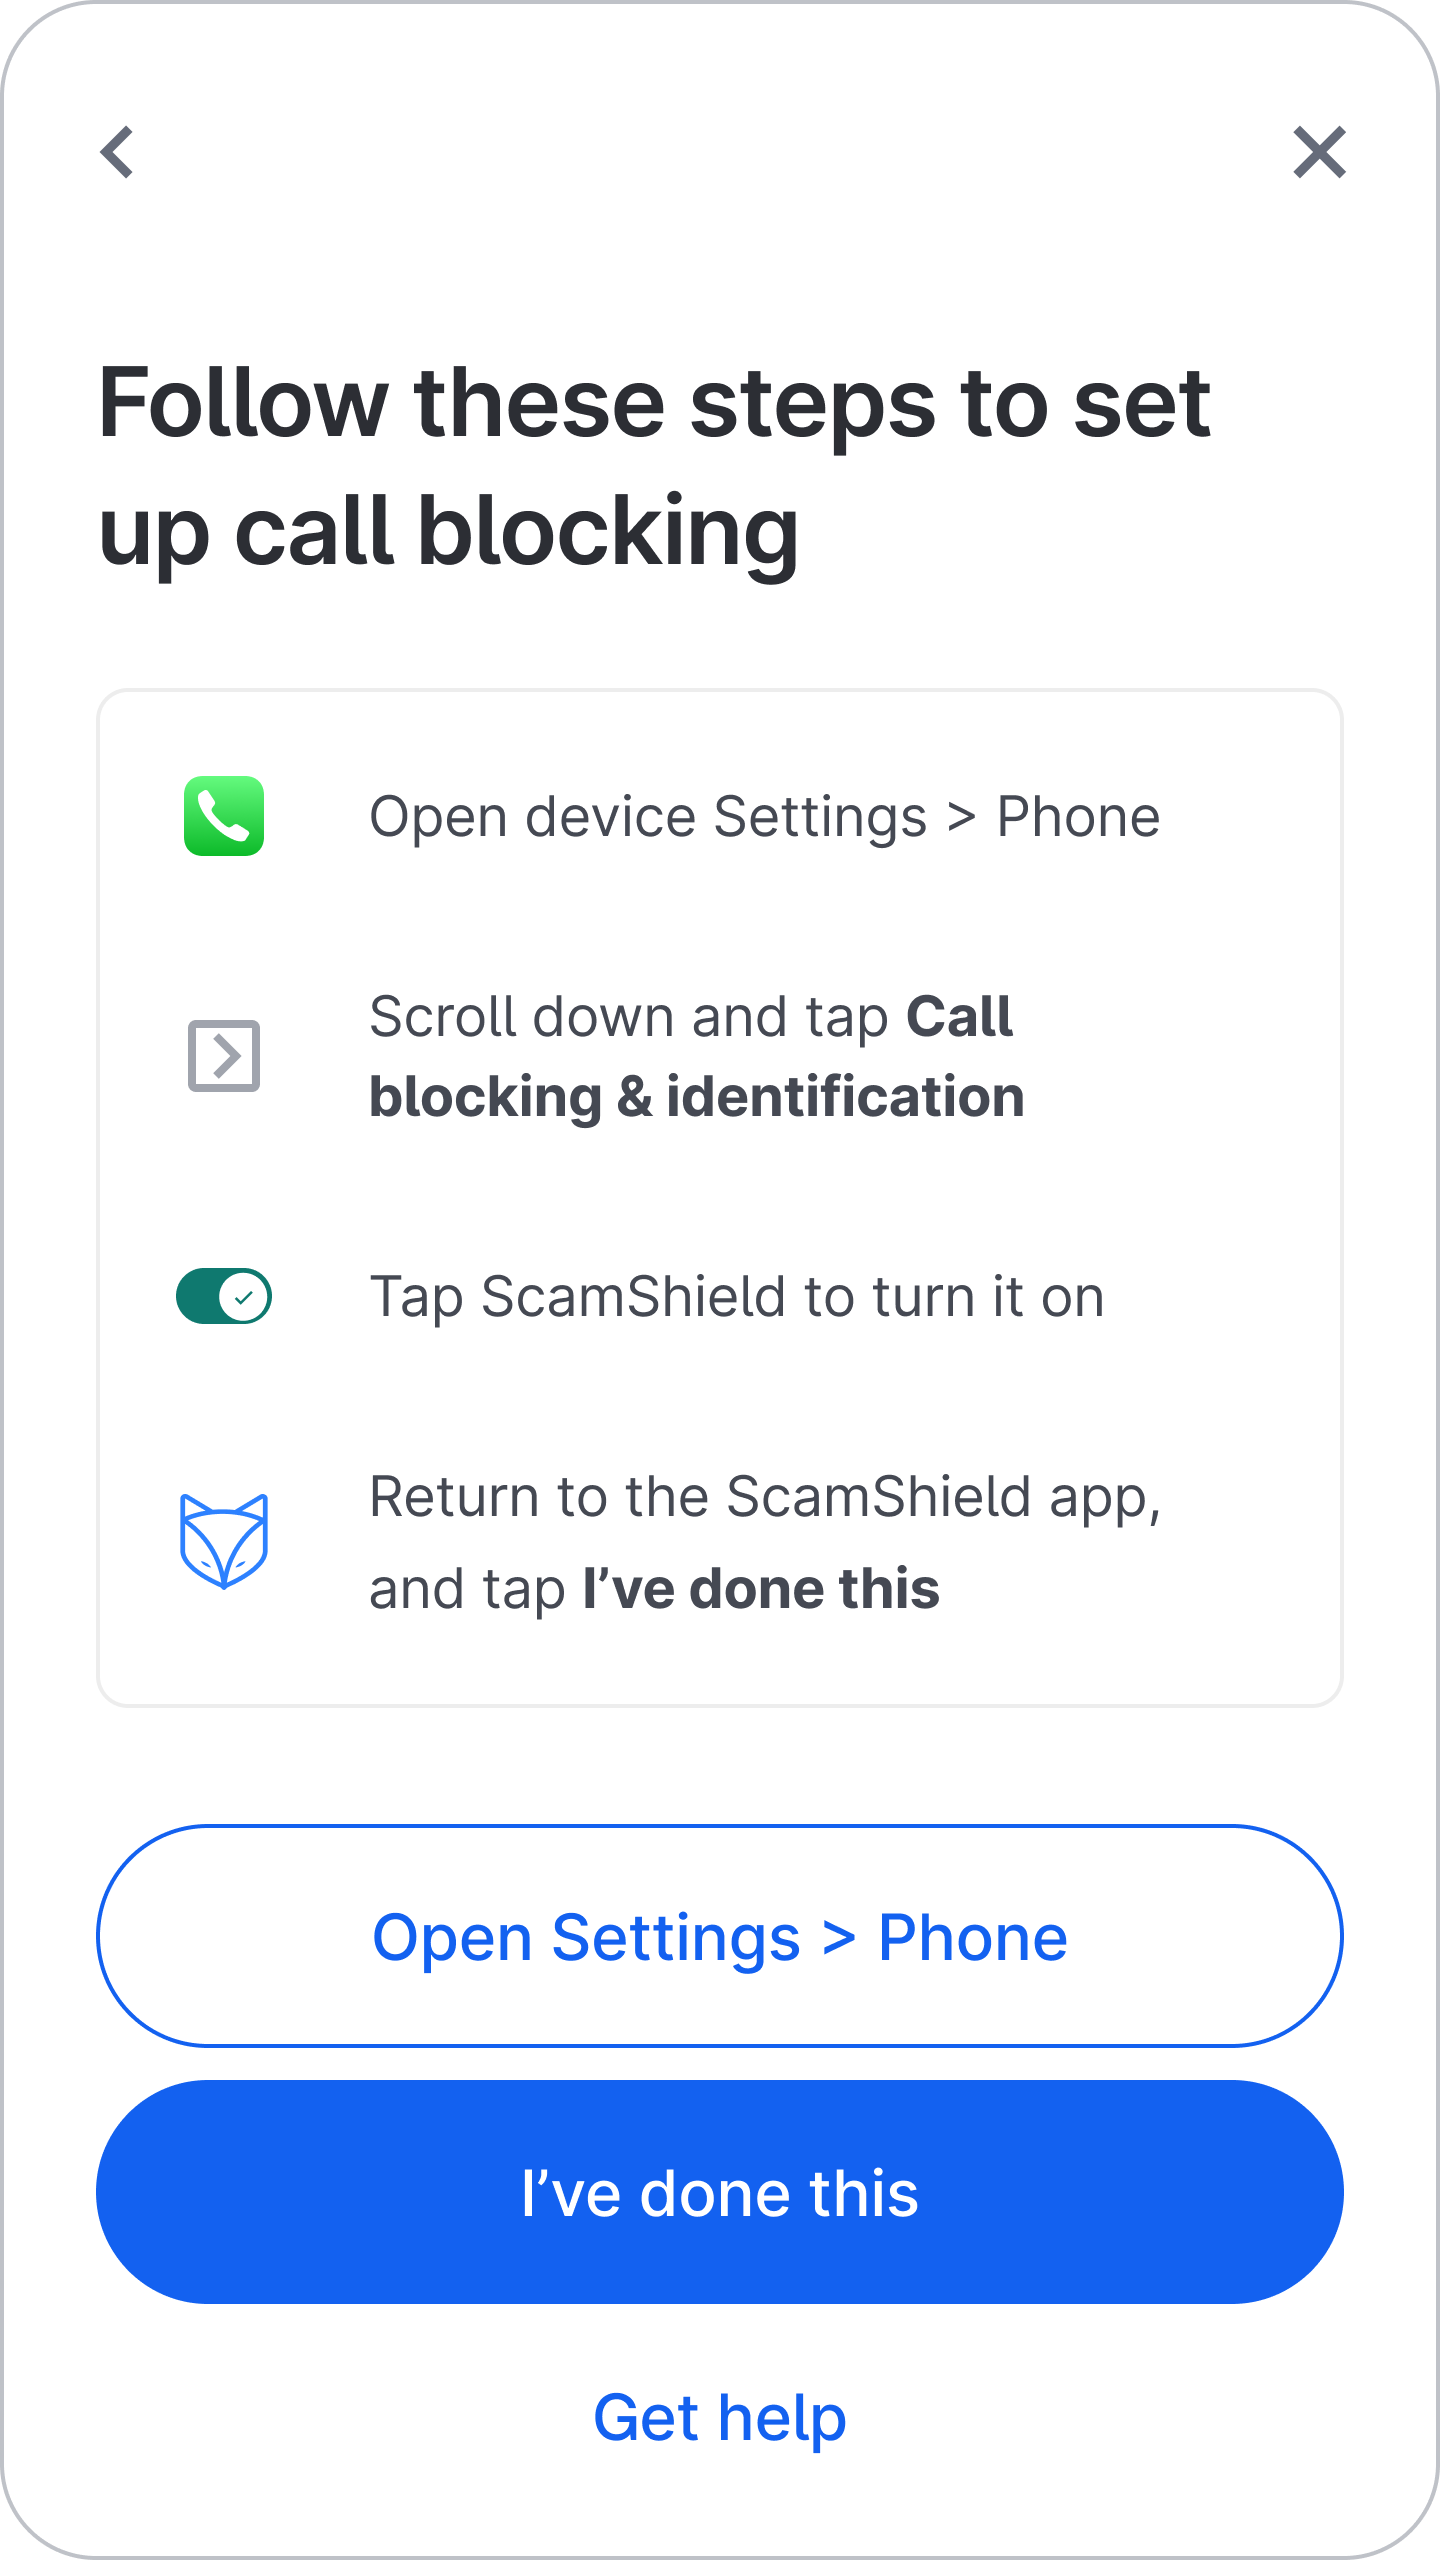 Follow these steps to set
up call blocking
Open device Settings > Phone
Scroll down and tap Call
blocking & identification
Tap ScamShield to turn it on
Return to the ScamShield app,
and tap I’ve done this
Open Settings > Phone
I’ve done this
Get help